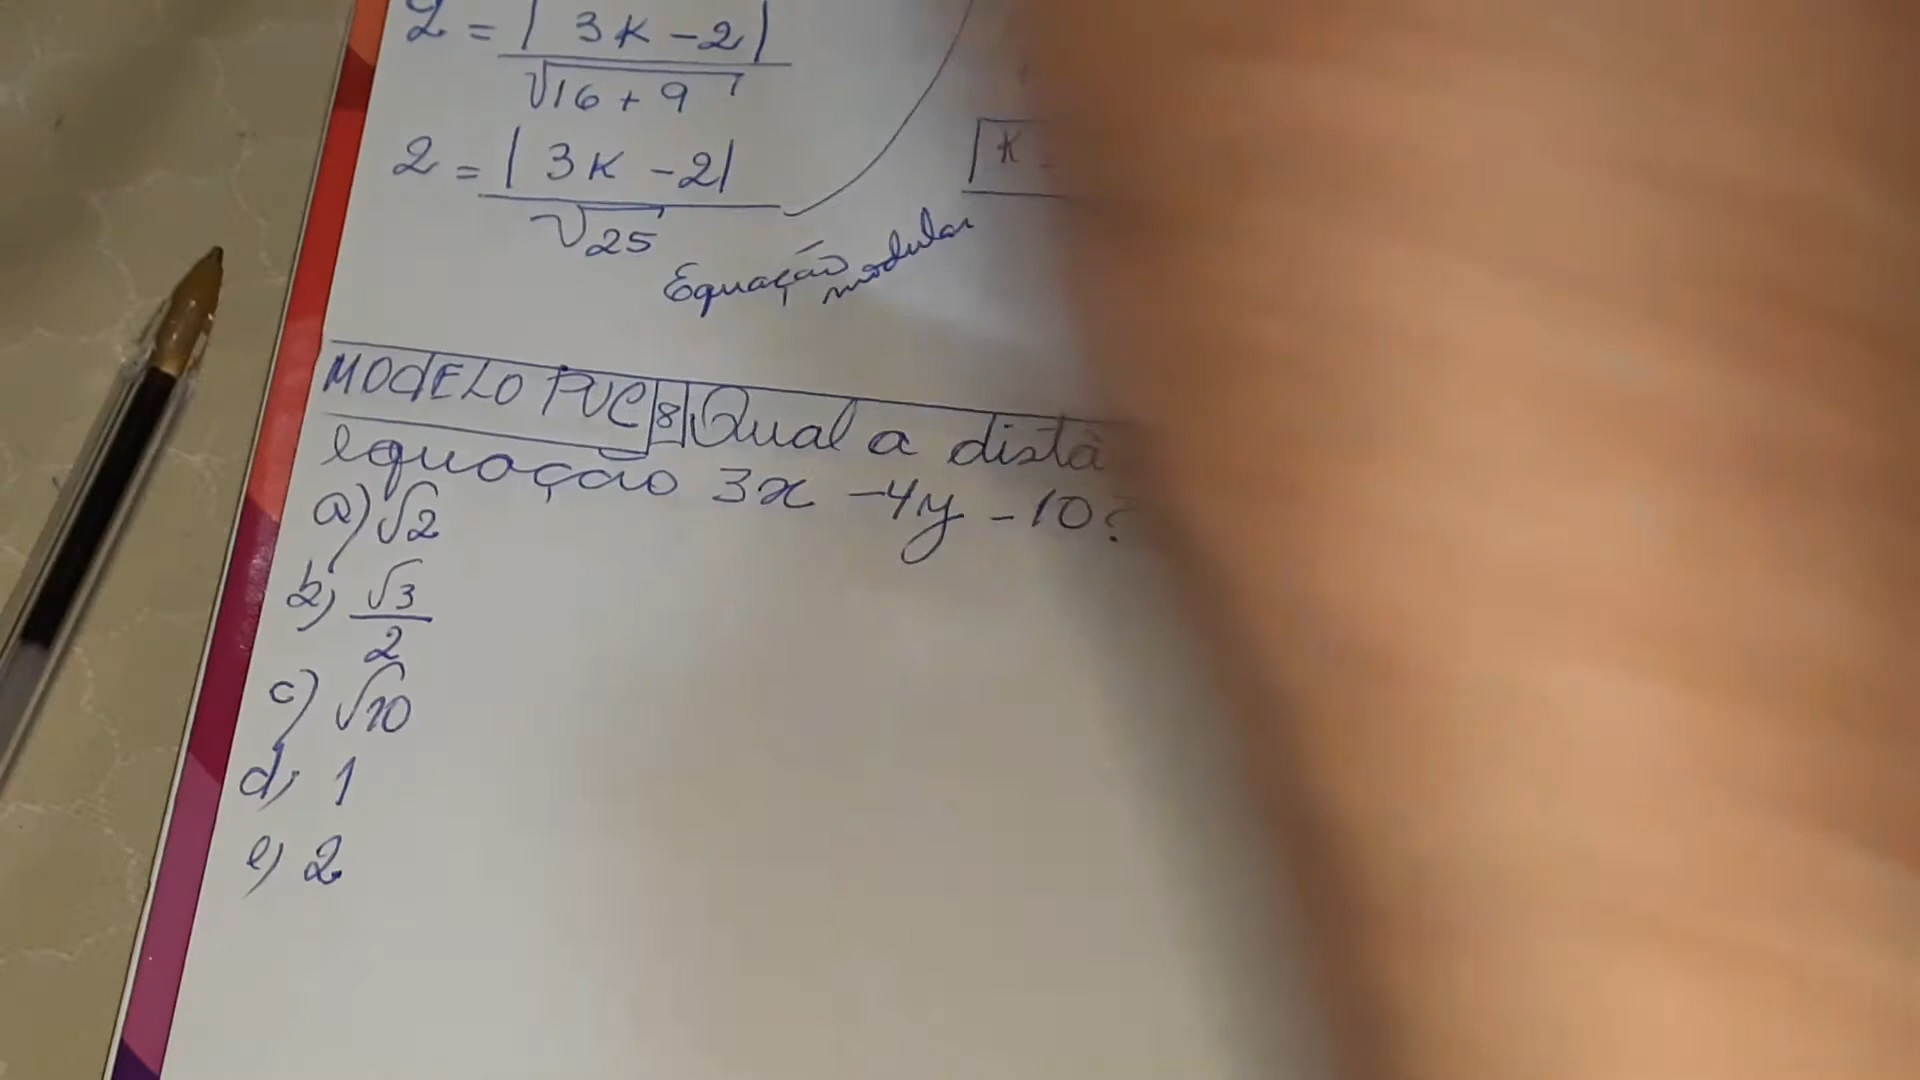 2 = | 3K - 2|
√16 + 9
2 = | 3K - 2|
√25
K -
Equação modular
MODELO PUC 8 Qual a distâ
equação 3x - 4y - 10?
a) √2
b) √3
2
c) √10
d) 1
e) 2